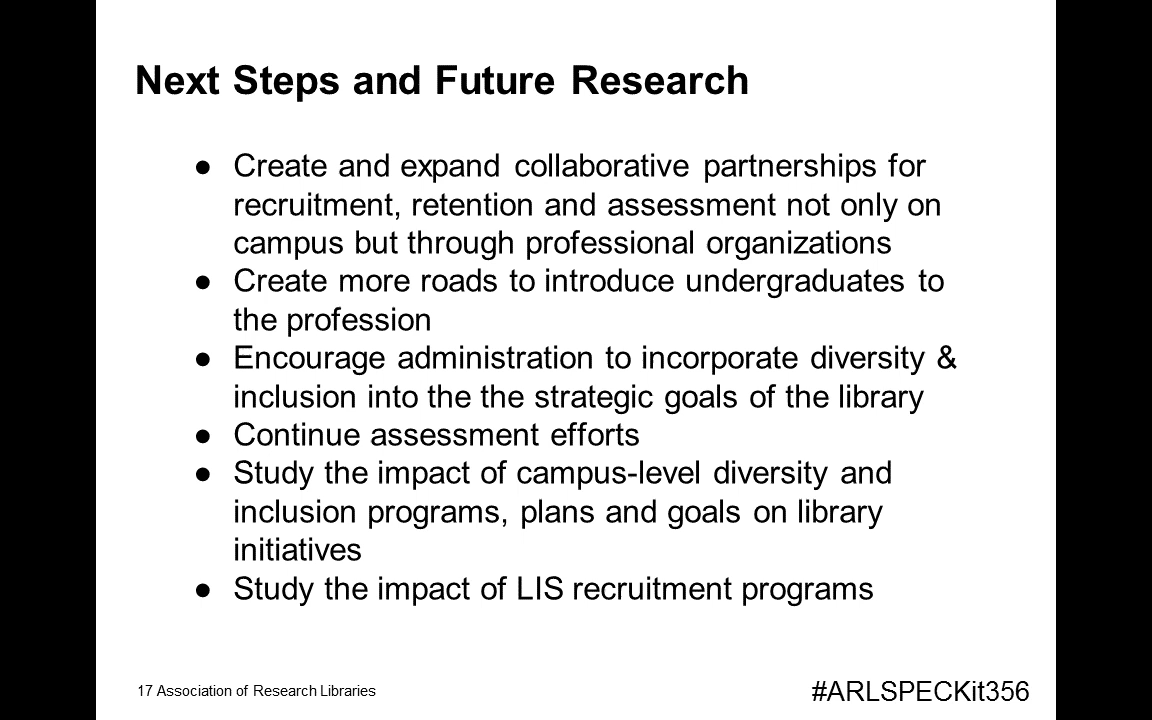 Next Steps and Future Research
● Create and expand collaborative partnerships for
recruitment, retention and assessment not only on
campus but through professional organizations
● Create more roads to introduce undergraduates to
the profession
● Encourage administration to incorporate diversity &
inclusion into the the strategic goals of the library
● Continue assessment efforts
● Study the impact of campus-level diversity and
inclusion programs, plans and goals on library
initiatives
● Study the impact of LIS recruitment programs
17 Association of Research Libraries
#ARLSPECKit356